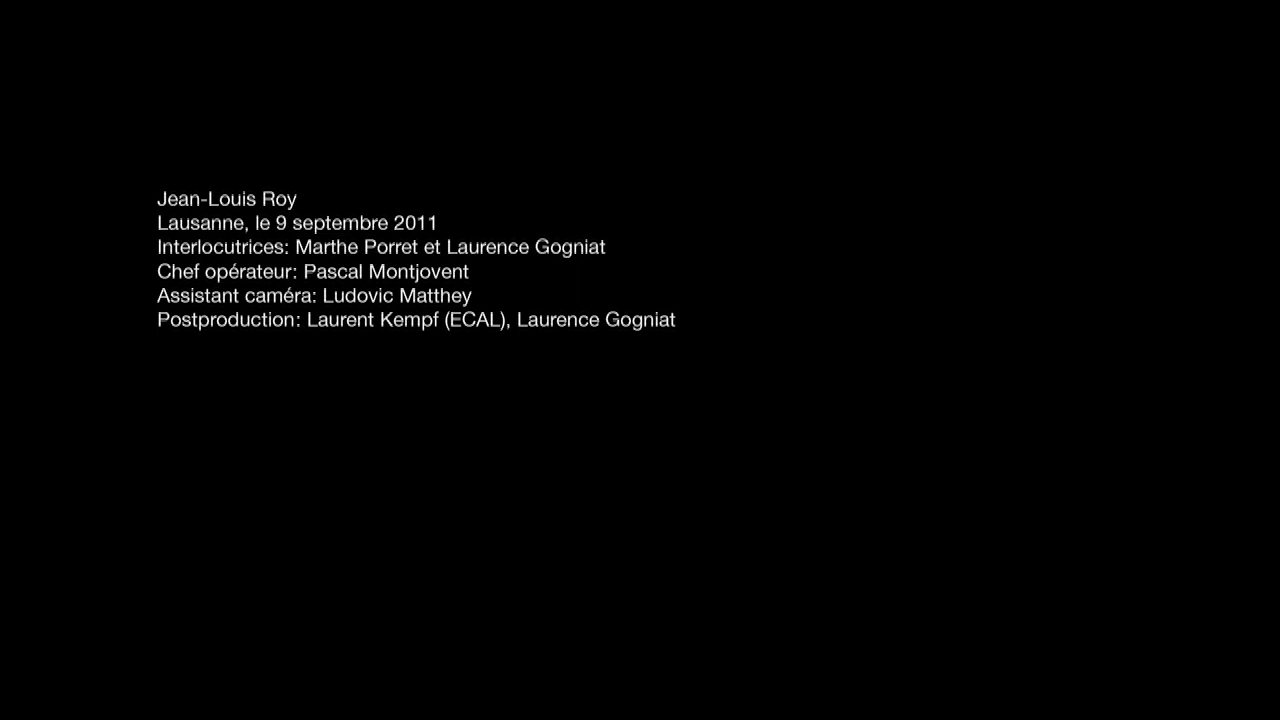 Jean-Louis Roy
Lausanne, le 9 septembre 2011
Interlocutrices: Marthe Porret et Laurence Gogniat
Chef opérateur: Pascal Montjovent
Assistant caméra: Ludovic Matthey
Postproduction: Laurent Kempf (ECAL), Laurence Gogniat